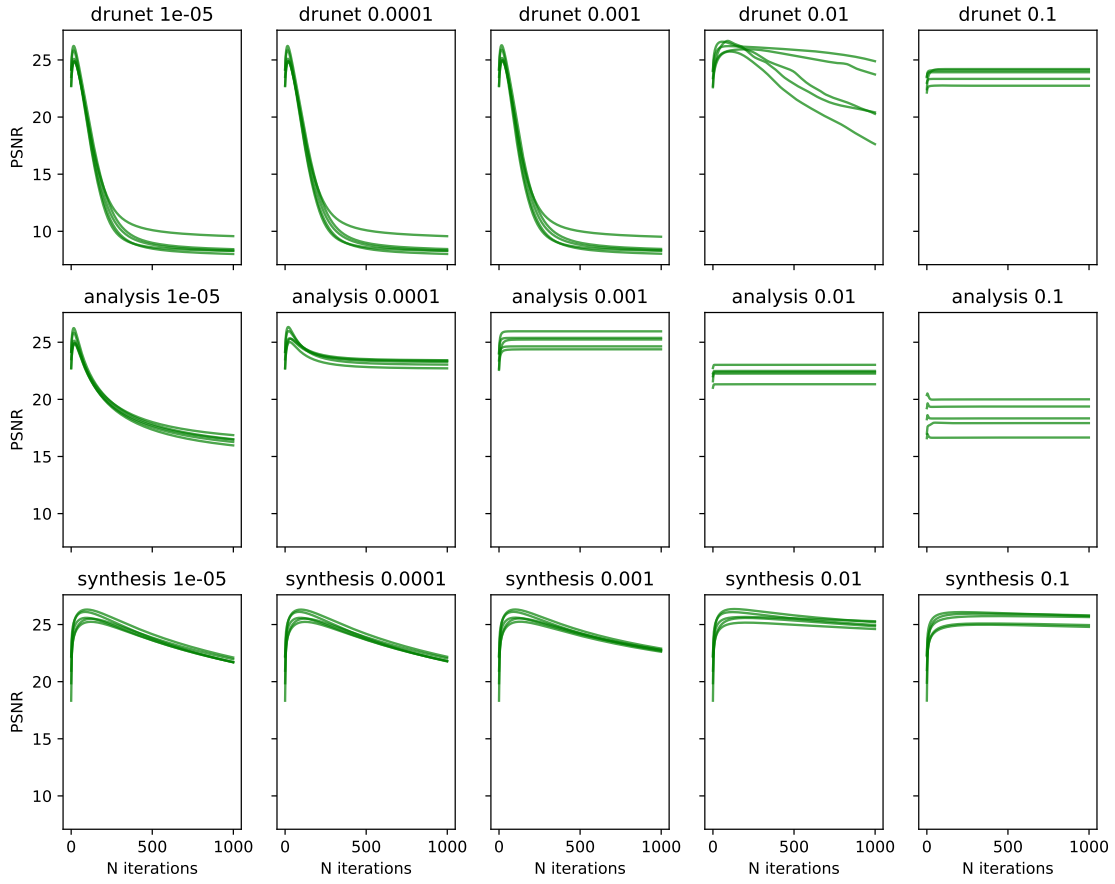 drunet 1e-05 drunet 0.0001 drunet 0.001 drunet 0.01 drunet 0.1
25
20
15
10
PSNR
analysis 1e-05 analysis 0.0001 analysis 0.001 analysis 0.01 analysis 0.1
25
20
15
10
PSNR
synthesis 1e-05 synthesis 0.0001 synthesis 0.001 synthesis 0.01 synthesis 0.1
25
20
15
10
PSNR
0 500 1000 0 500 1000 0 500 1000 0 500 1000 0 500 1000
N iterations N iterations N iterations N iterations N iterations